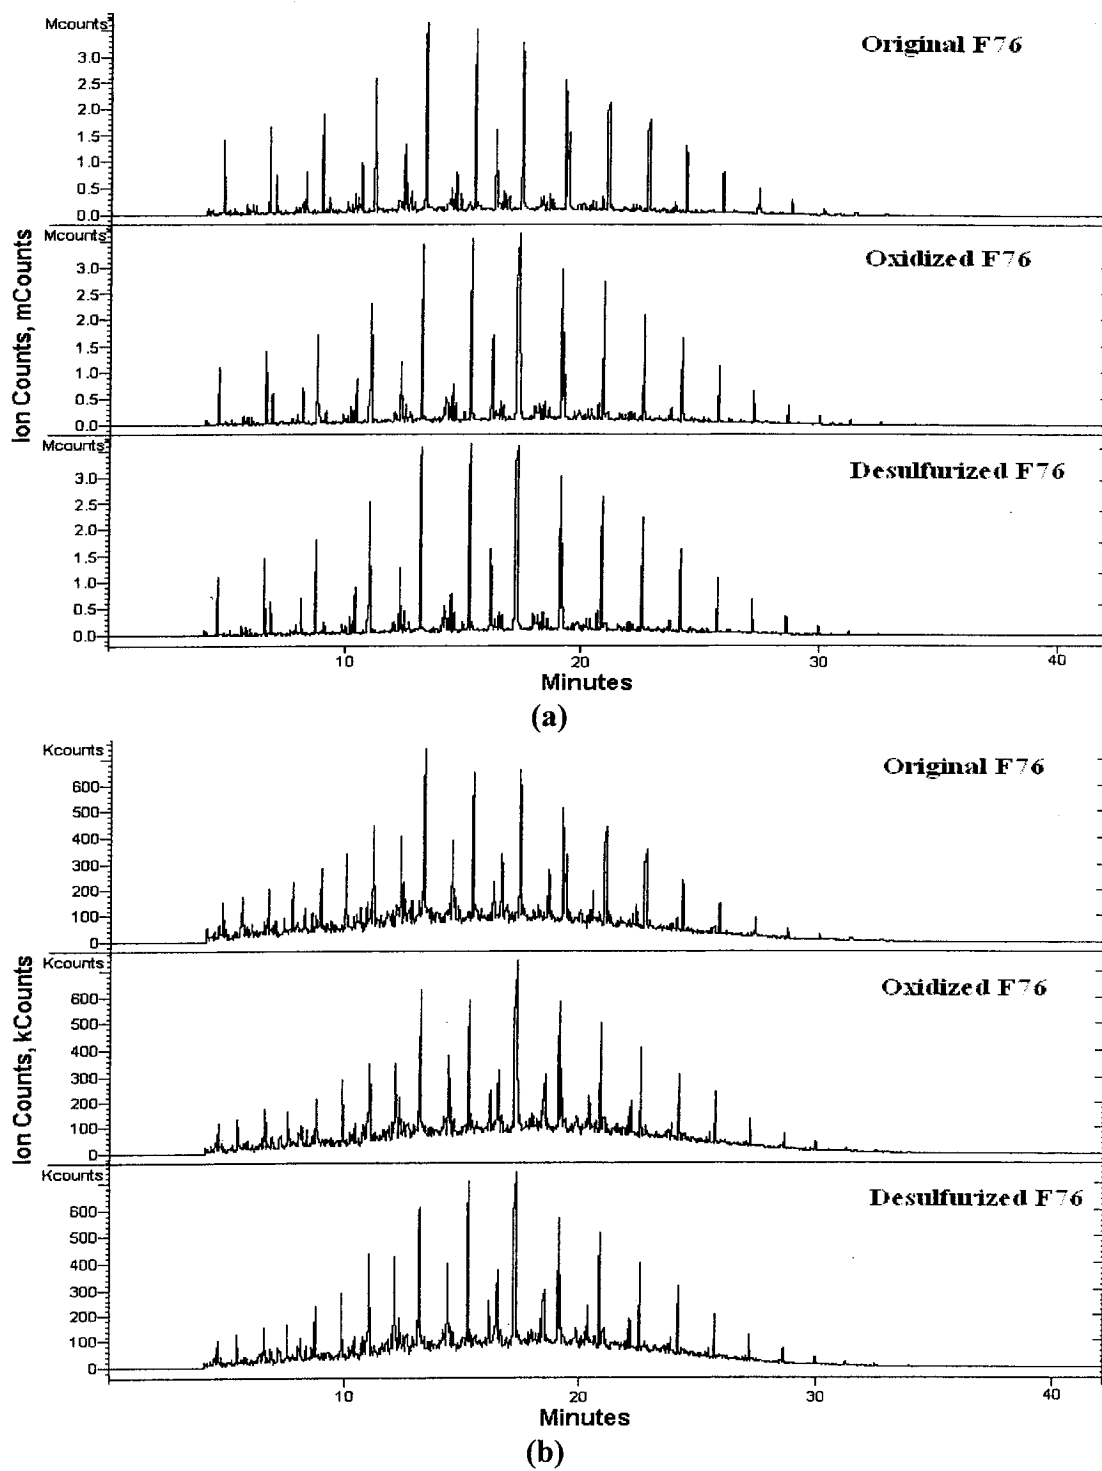 Mcounts
Original F76
3.0
2.5
2.0
1.5
1.0
0.5
0.0
Mcounts
Oxidized F76
3.0
2.5
2.0
1.5
1.0
0.5
0.0
Mcounts
Desulfurized F76
3.0
2.5
2.0
1.5
1.0
0.5
0.0
Ion Counts, mCounts
10 20 30 40
Minutes
(a)
Kcounts
Original F76
600
500
400
300
200
100
0
Kcounts
Oxidized F76
600
500
400
300
200
100
0
Kcounts
Desulfurized F76
600
500
400
300
200
100
0
Ion Counts, kCounts
10 20 30 40
Minutes
(b)